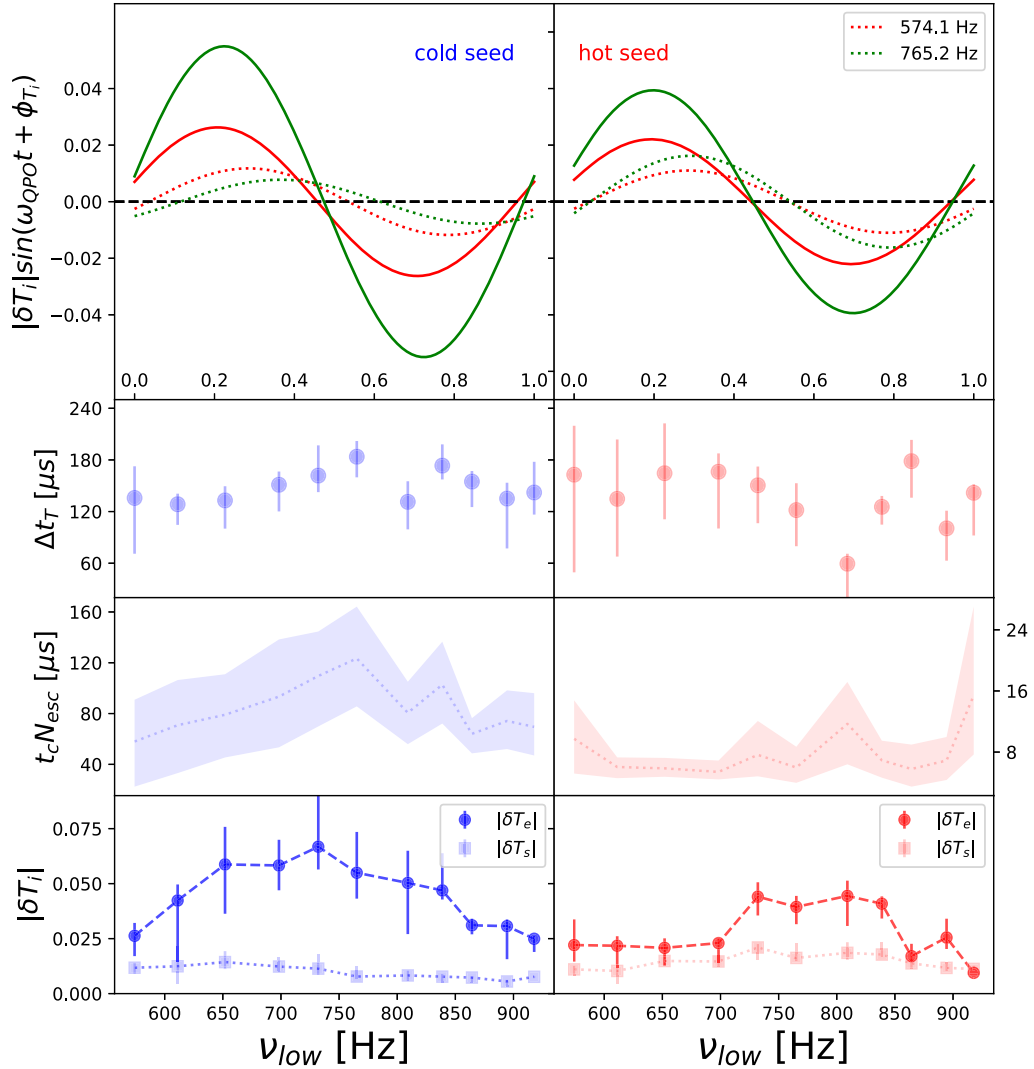 |δT_i|sin(ω_QPO t + ϕ_T_i)
0.04
0.02
0.00
−0.02
−0.04
cold seed
hot seed
574.1 Hz
765.2 Hz
0.0 0.2 0.4 0.6 0.8 1.0
0.0 0.2 0.4 0.6 0.8 1.0
Δt_T [μs]
240
180
120
60
t_c N_esc [μs]
160
120
80
40
24
16
8
|δT_i|
0.075
0.050
0.025
0.000
|δT_e|
|δT_s|
|δT_e|
|δT_s|
600 650 700 750 800 850 900
600 650 700 750 800 850 900
ν_low [Hz]
ν_low [Hz]